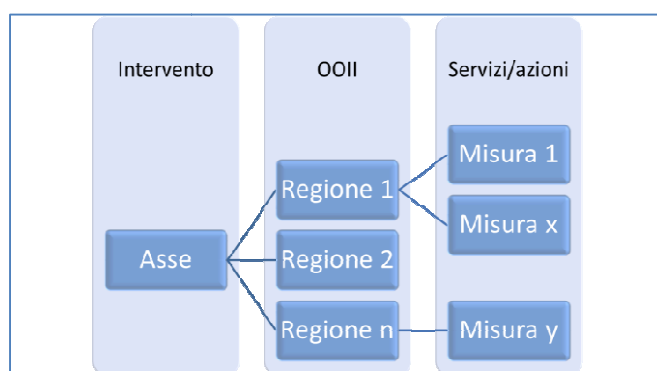 Intervento
OOII
Servizi/azioni
Asse
Regione 1
Regione 2
Regione n
Misura 1
Misura x
Misura y